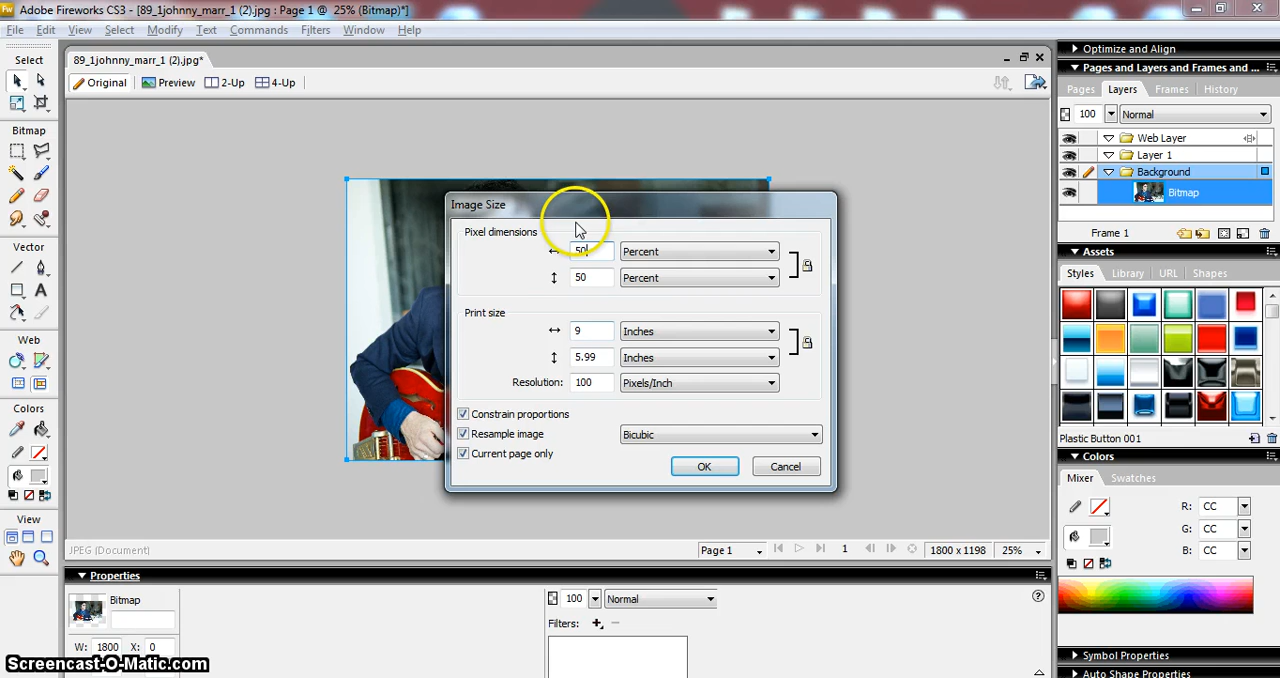 Fw Adobe Fireworks CS3 - [89_1johnny_marr_1 (2).jpg : Page 1 @ 25% (Bitmap)*]
File Edit View Select Modify Text Commands Filters Window Help
Select
89_1johnny_marr_1 (2).jpg*
Original Preview 2-Up 4-Up
Bitmap
Vector
A
Web
Colors
View
Image Size
Pixel dimensions
50 Percent
50 Percent
Print size
9 Inches
5.99 Inches
Resolution: 100 Pixels/Inch
Constrain proportions
Resample image Bicubic
Current page only
OK Cancel
JPEG (Document) Page 1 1 1800 x 1198 25%
Properties
Bitmap
100 Normal
Filters:
W: 1800 X: 0
Screencast-O-Matic.com
Optimize and Align
Pages and Layers and Frames and ...
Pages Layers Frames History
100 Normal
Web Layer
Layer 1
Background
Bitmap
Frame 1
Assets
Styles Library URL Shapes
Plastic Button 001
Colors
Mixer Swatches
R: CC
G: CC
B: CC
Symbol Properties
Auto Shape Properties